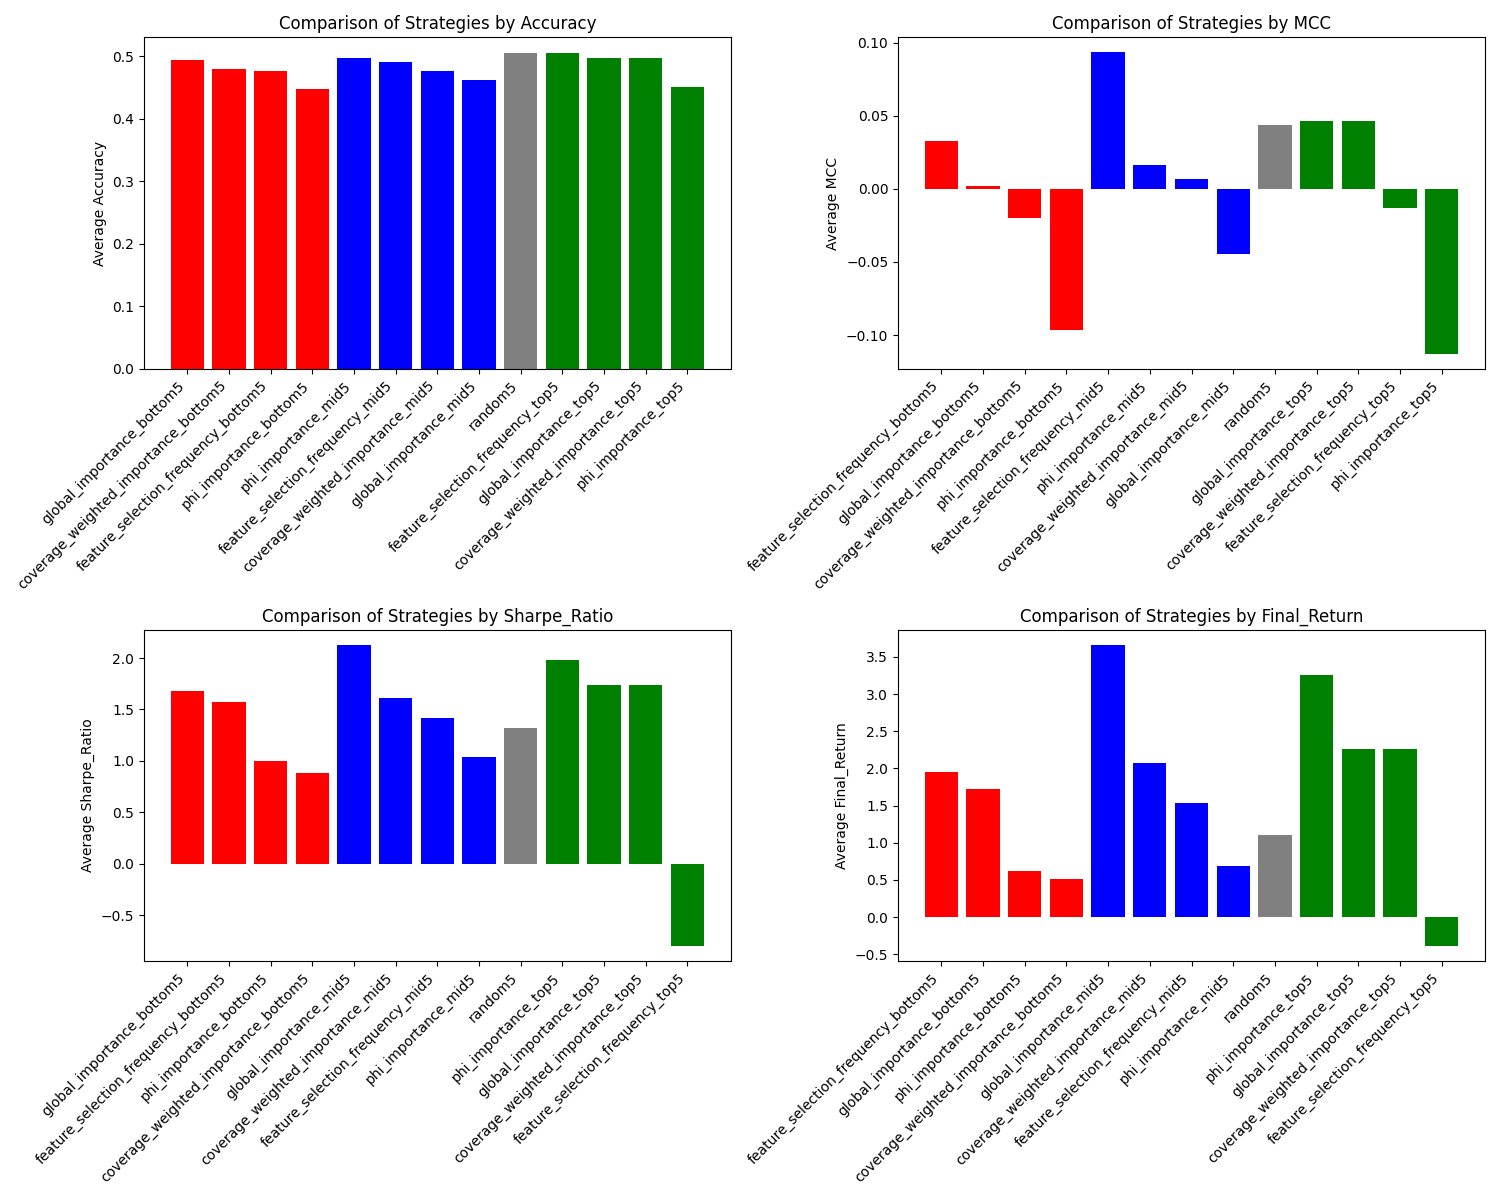 Comparison of Strategies by Accuracy
Average Accuracy
0.5
0.4
0.3
0.2
0.1
0.0
global_importance_bottom5
coverage_weighted_importance_bottom5
feature_selection_frequency_bottom5
phi_importance_bottom5
phi_importance_mid5
feature_selection_frequency_mid5
coverage_weighted_importance_mid5
global_importance_mid5
random5
feature_selection_frequency_top5
global_importance_top5
coverage_weighted_importance_top5
phi_importance_top5
Comparison of Strategies by MCC
Average MCC
0.10
0.05
0.00
−0.05
−0.10
feature_selection_frequency_bottom5
global_importance_bottom5
coverage_weighted_importance_bottom5
phi_importance_bottom5
feature_selection_frequency_mid5
phi_importance_mid5
coverage_weighted_importance_mid5
global_importance_mid5
random5
global_importance_top5
coverage_weighted_importance_top5
feature_selection_frequency_top5
phi_importance_top5
Comparison of Strategies by Sharpe_Ratio
Average Sharpe_Ratio
2.0
1.5
1.0
0.5
0.0
−0.5
global_importance_bottom5
feature_selection_frequency_bottom5
phi_importance_bottom5
coverage_weighted_importance_bottom5
global_importance_mid5
coverage_weighted_importance_mid5
feature_selection_frequency_mid5
phi_importance_mid5
random5
phi_importance_top5
global_importance_top5
coverage_weighted_importance_top5
feature_selection_frequency_top5
Comparison of Strategies by Final_Return
Average Final_Return
3.5
3.0
2.5
2.0
1.5
1.0
0.5
0.0
−0.5
feature_selection_frequency_bottom5
global_importance_bottom5
phi_importance_bottom5
coverage_weighted_importance_bottom5
global_importance_mid5
coverage_weighted_importance_mid5
feature_selection_frequency_mid5
phi_importance_mid5
random5
phi_importance_top5
global_importance_top5
coverage_weighted_importance_top5
feature_selection_frequency_top5